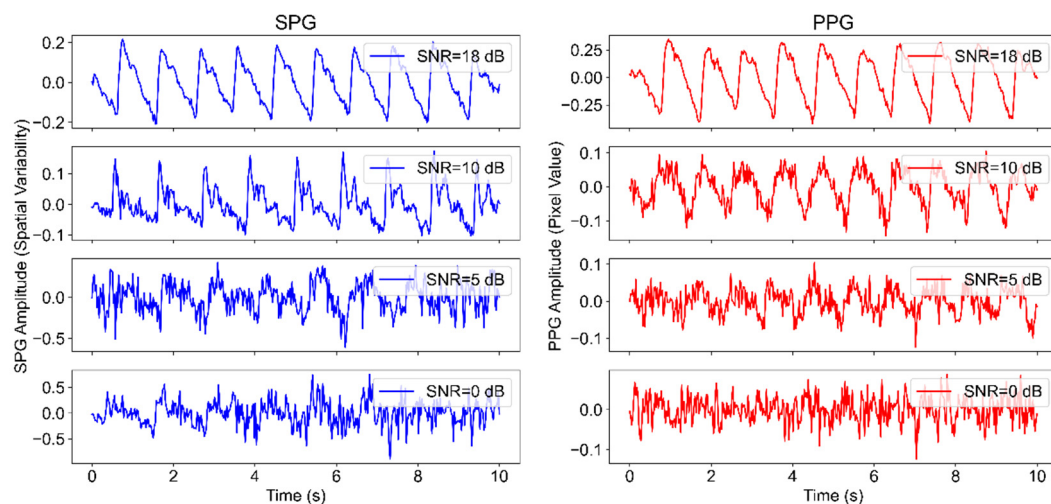 SPG
PPG
SPG Amplitude (Spatial Variability)
0.2
0.0
−0.2
SNR=18 dB
0.1
0.0
−0.1
SNR=10 dB
0.0
−0.5
SNR=5 dB
0.5
0.0
−0.5
SNR=0 dB
0
2
4
6
8
10
Time (s)
PPG Amplitude (Pixel Value)
0.25
0.00
−0.25
SNR=18 dB
0.1
0.0
−0.1
SNR=10 dB
0.1
0.0
−0.1
SNR=5 dB
0.0
−0.1
SNR=0 dB
0
2
4
6
8
10
Time (s)